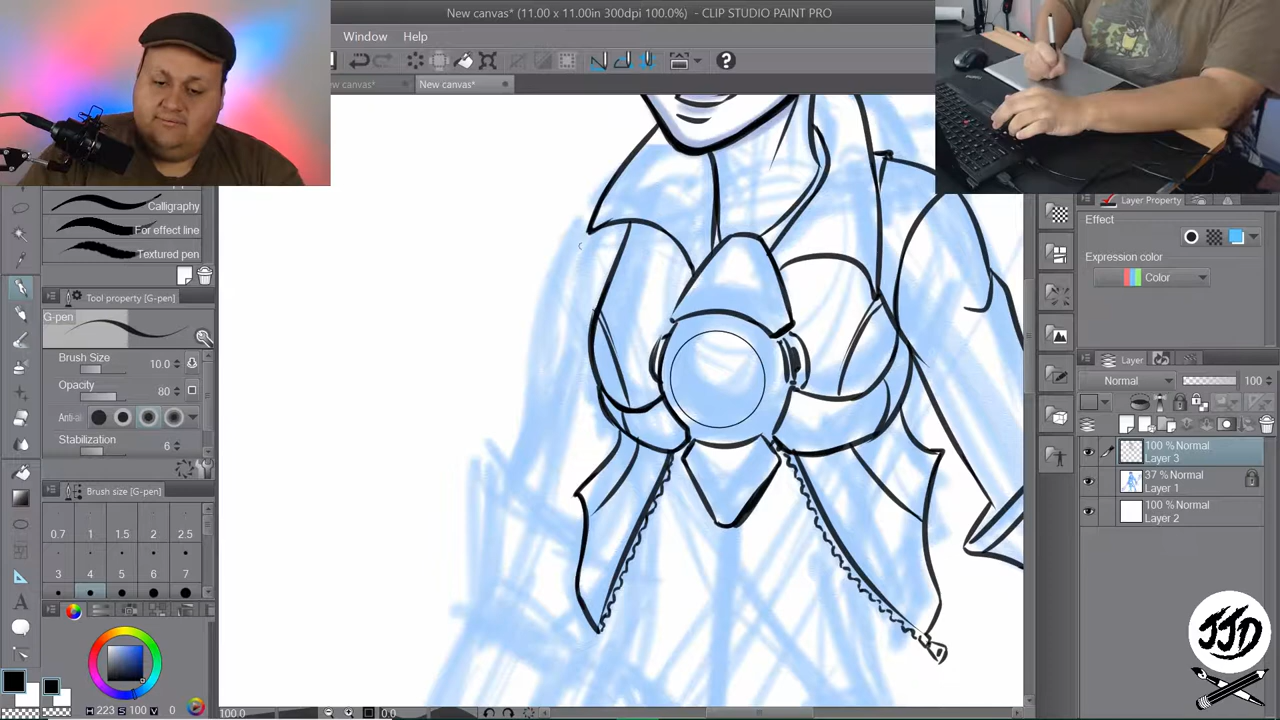 New canvas* (11.00 x 11.00in 300dpi 100.0%) - CLIP STUDIO PAINT PRO
Window Help
ew canvas* New canvas*
Calligraphy
For effect line
Textured pen
Tool property [G-pen]
G-pen
Brush Size 10.0
Opacity 80
Anti-ai
Stabilization 6
Brush size [G-pen]
0.7 1 1.5 2 2.5
3 4 5 6 7
H 223 S 100 V 0
100.0 0.0
Layer Property
Effect
Expression color
Color
Layer
Normal 100
100 % Normal
Layer 3
37 % Normal
Layer 1
100 % Normal
Layer 2
JJD